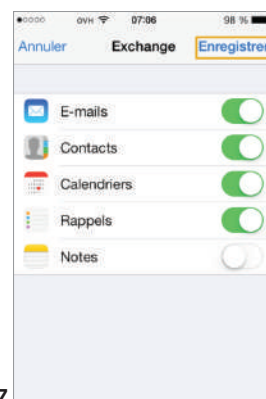 ovh 07:06 98 %
Annuler Exchange Enregistrer
E-mails
Contacts
Calendriers
Rappels
Notes
7